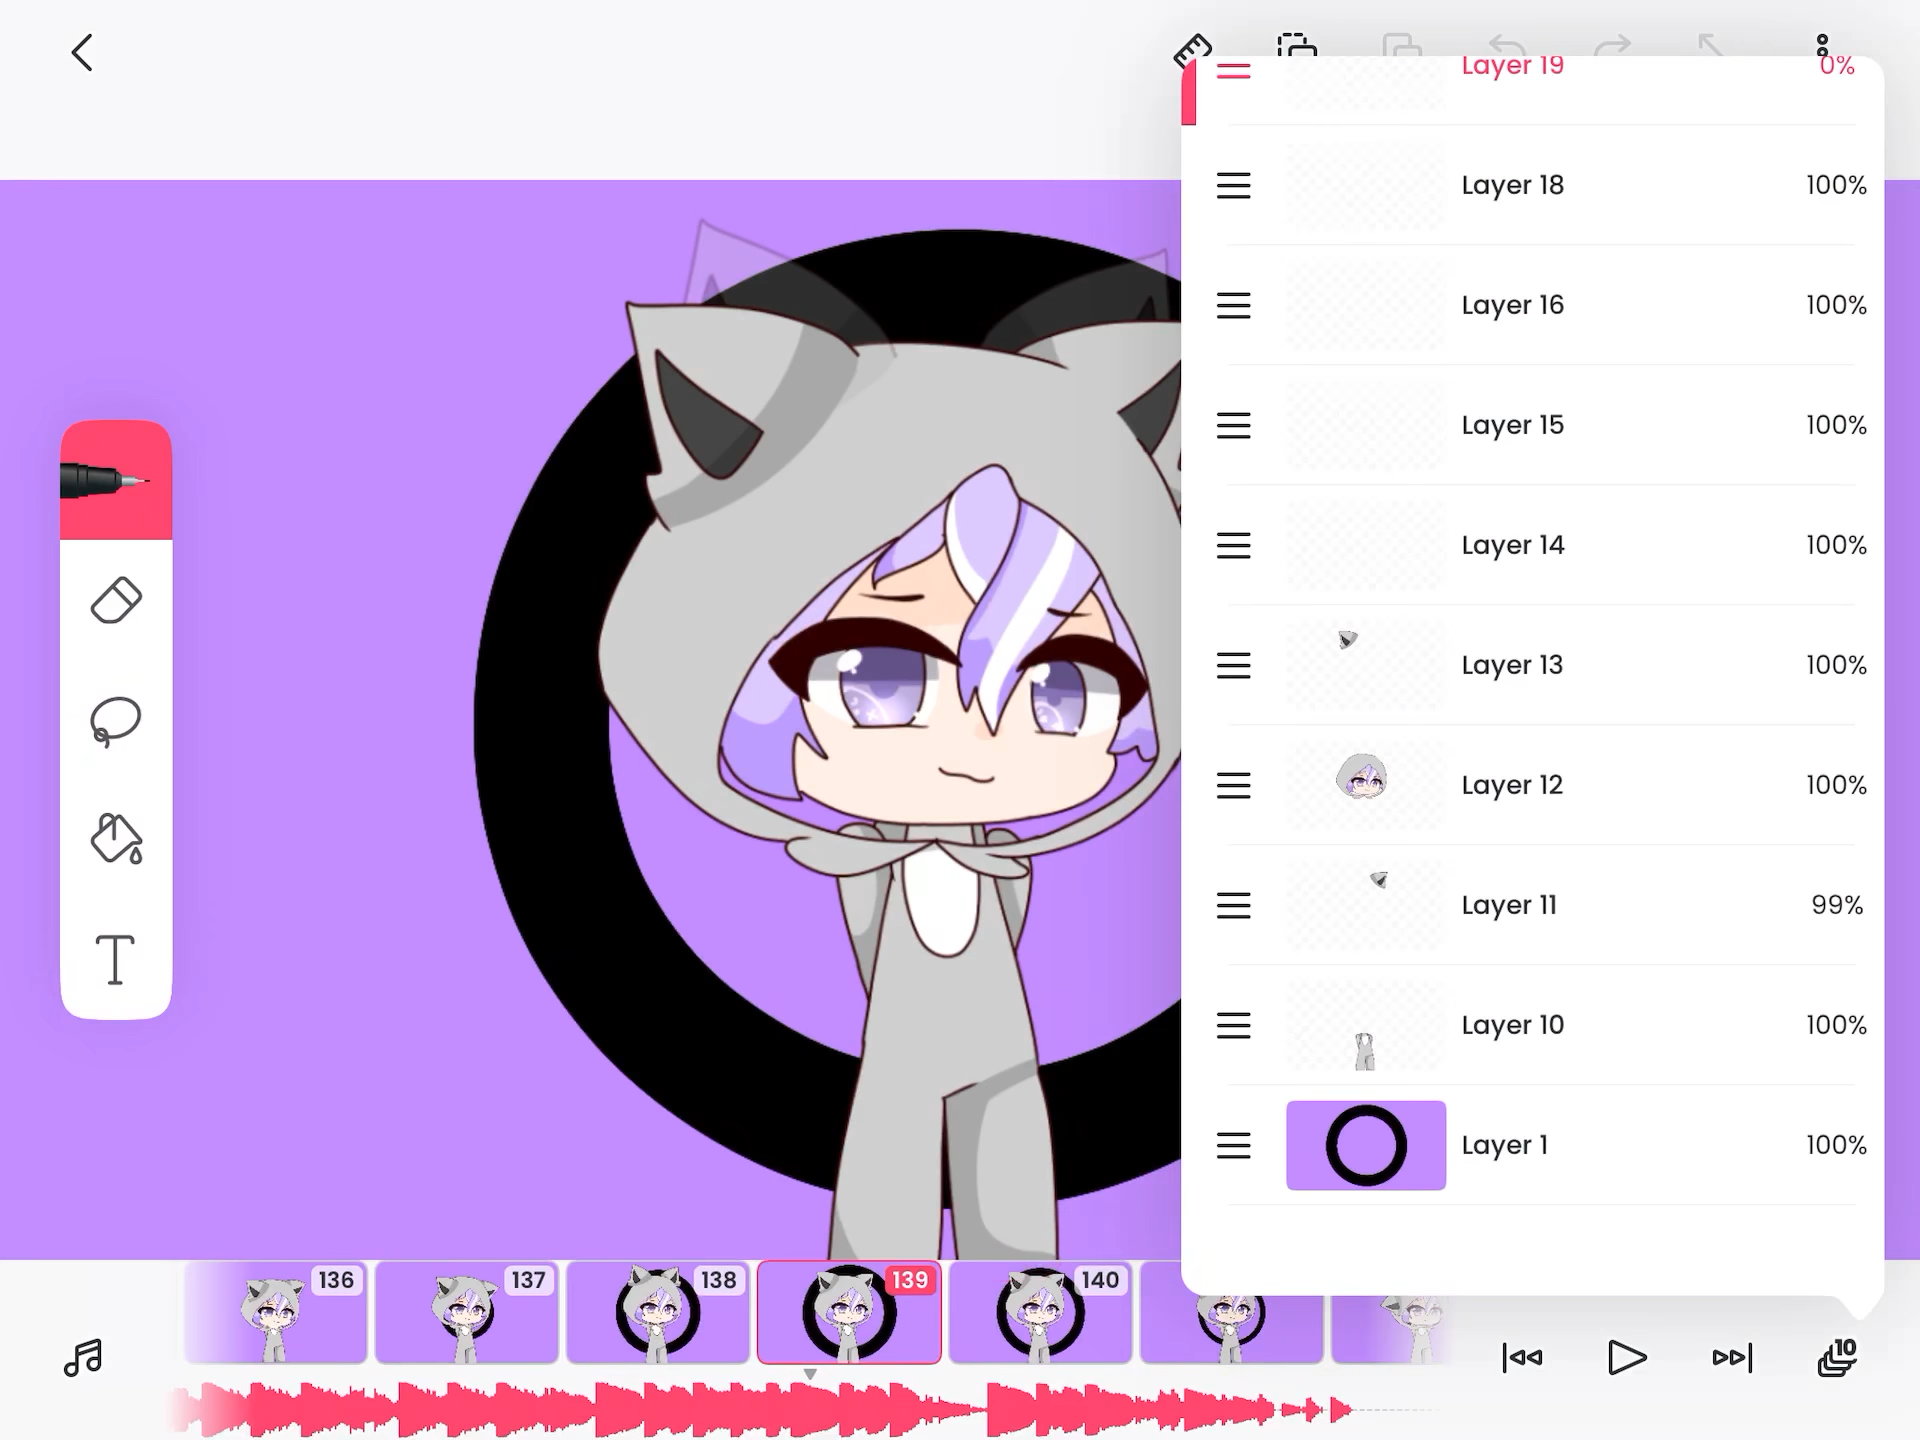 Layer 19 0%
Layer 18 100%
Layer 16 100%
Layer 15 100%
Layer 14 100%
Layer 13 100%
Layer 12 100%
Layer 11 99%
Layer 10 100%
Layer 1 100%
T
136 137 138 139 140
10